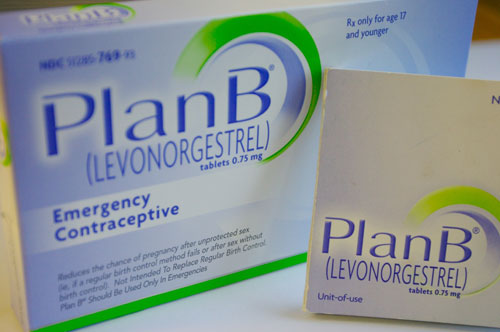 PlanB®
NDC 51285-769-93
Rx only for age 17
and younger
PlanB®
(LEVONORGESTREL)
tablets 0.75 mg
Emergency
Contraceptive
Reduces the chance of pregnancy after unprotected sex
(ie, if a regular birth control method fails or after sex without
birth control). Not Intended To Replace Regular Birth Control.
Plan B® Should Be Used Only In Emergencies
N
PlanB®
(LEVONORGESTREL)
tablets 0.75 mg
Unit-of-use